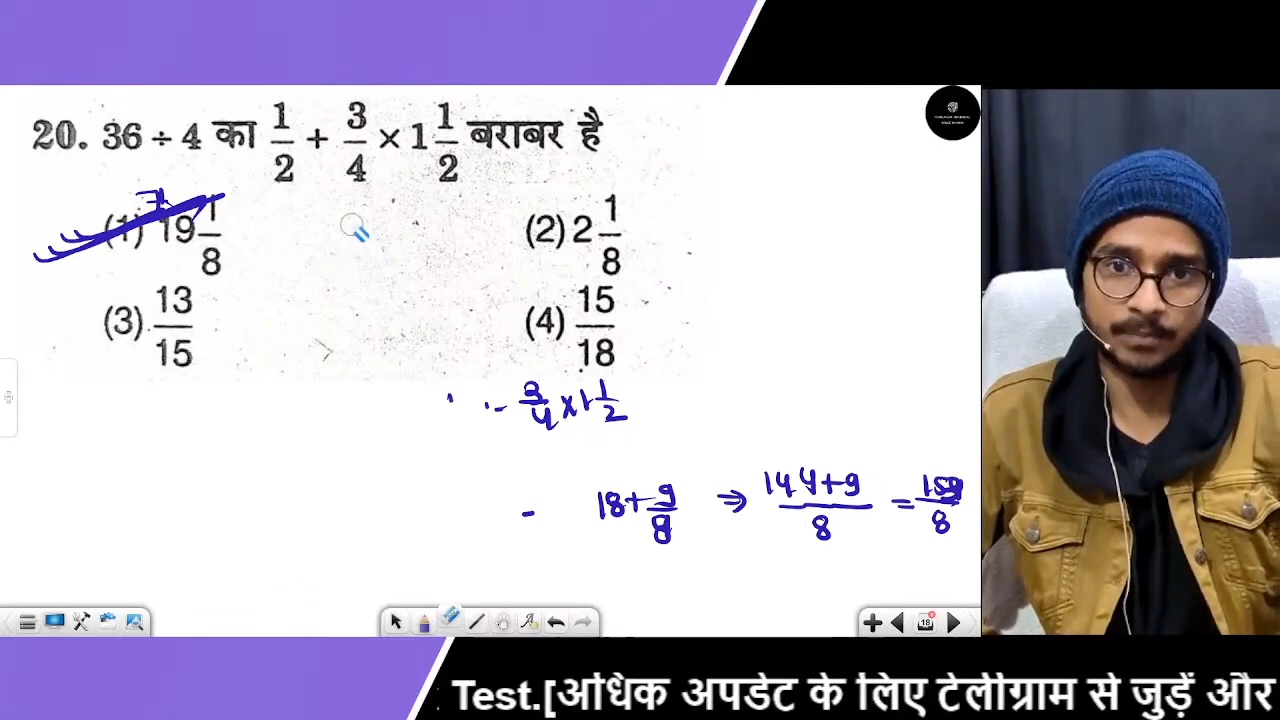 20. 36 ÷ 4 का 1/2 + 3/4 × 1 1/2 बराबर है
(1) 19 1/8
(2) 2 1/8
(3) 13/15
(4) 15/18
3/4 × 1 1/2
18 + 9/8 ⇒ 144+9/8 = 159/8
18
Test.[अधिक अपडेट के लिए टेलीग्राम से जुड़ें और